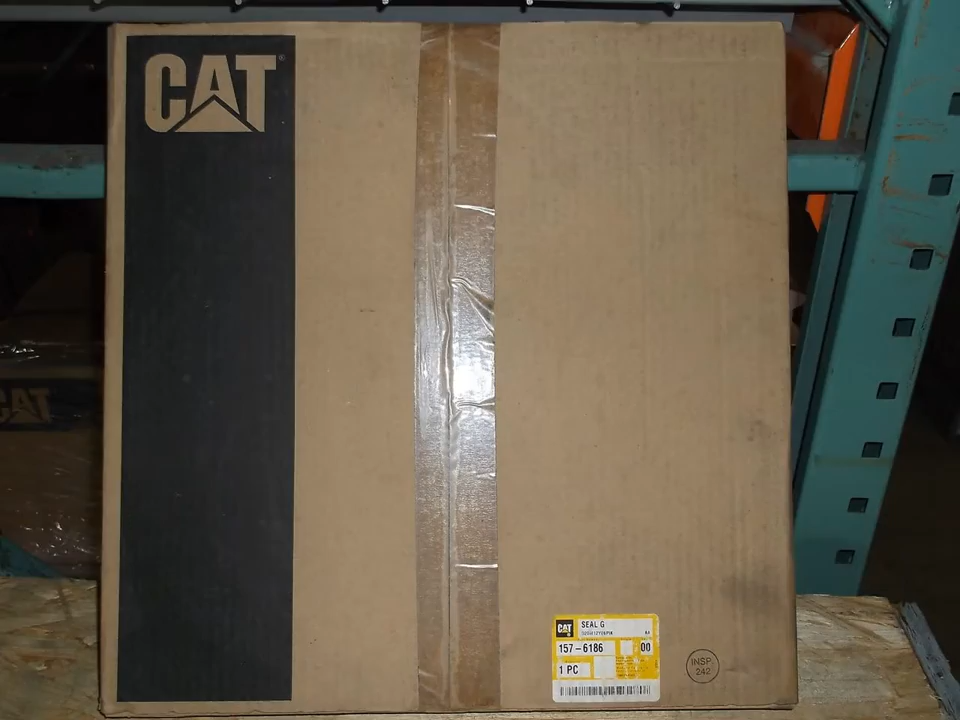 CAT
CAT
CAT
SEAL G
157-6186
00
1 PC
INSP.
242